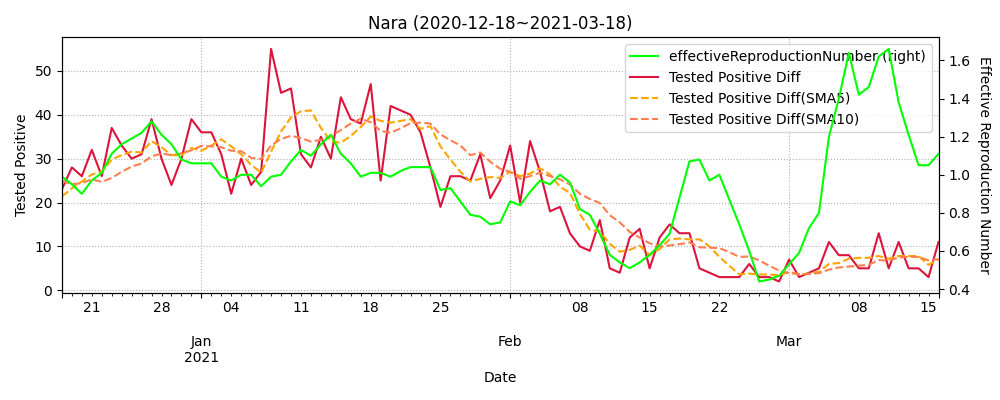 Nara (2020-12-18~2021-03-18)
effectiveReproductionNumber (right)
Tested Positive Diff
Tested Positive Diff(SMA5)
Tested Positive Diff(SMA10)
Tested Positive
50
40
30
20
10
0
1.6
1.4
1.2
1.0
0.8
0.6
0.4
Effective Reproduction Number
21 28 04 11 18 25 08 15 22 08 15
Jan Feb Mar
2021
Date